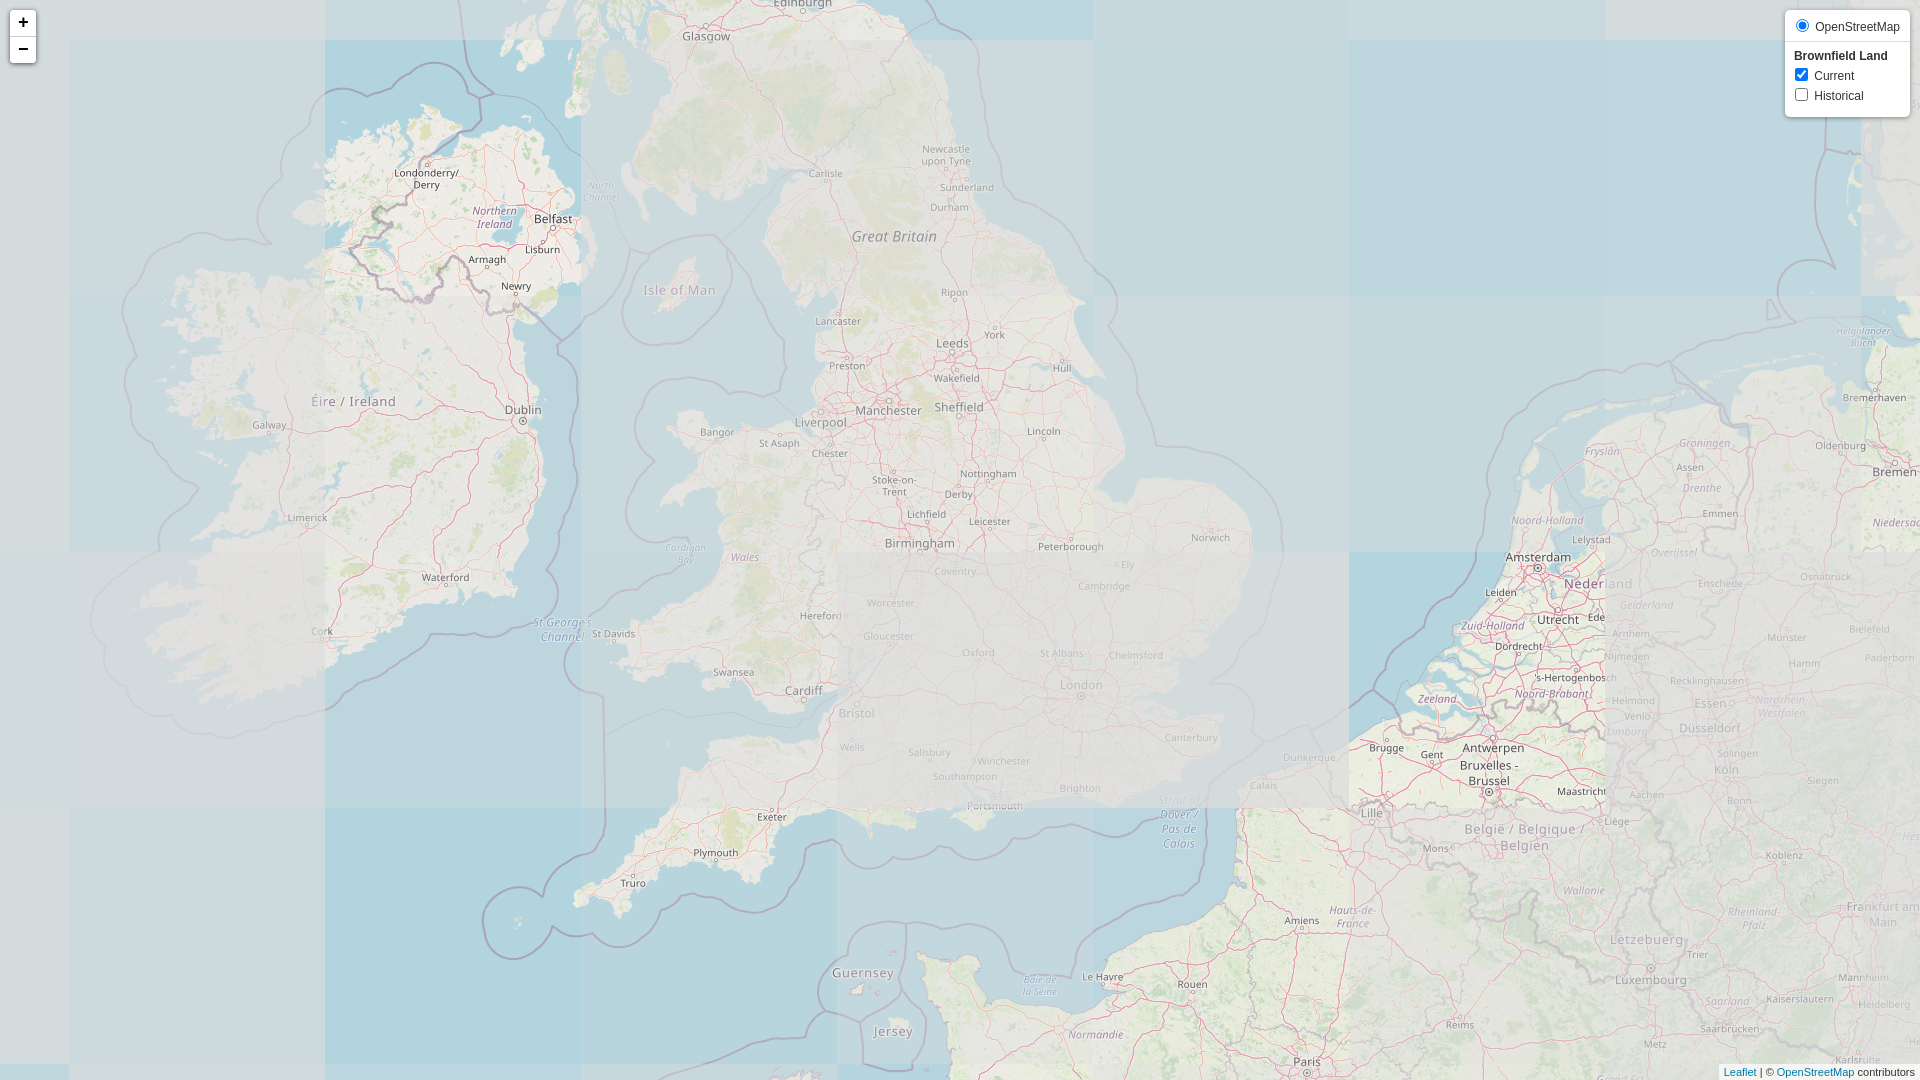 +
−
OpenStreetMap
Brownfield Land
Current
Historical
Edinburgh
Glasgow
Newcastle
upon Tyne
Londonderry/
Derry
Carlisle
Sunderland
North
Channel
Durham
Northern
Ireland
Belfast
Great Britain
Lisburn
Armagh
Newry
Isle of Man
Ripon
Lancaster
York
Helgoländer
Bucht
Leeds
Preston
Hull
Wakefield
Éire / Ireland
Dublin
Manchester
Sheffield
Bremerhaven
Galway
Liverpool
Bangor
St Asaph
Lincoln
Groningen
Oldenburg
Chester
Fryslân
Assen
Bremen
Nottingham
Stoke-on-
Trent
Derby
Drenthe
Limerick
Lichfield
Leicester
Emmen
Noord-Holland
Niedersac
Birmingham
Peterborough
Norwich
Lelystad
Cardigan
Bay
Wales
Amsterdam
Overijssel
Coventry
Ely
Waterford
Cambridge
Nederland
Enschede
Osnabrück
Leiden
Worcester
Hereford
Gelderland
St George's
Channel
St Davids
Cork
Gloucester
Utrecht
Ede
Zuid-Holland
Arnhem
Münster
Bielefeld
Dordrecht
Oxford
St Albans
Chelmsford
Nijmegen
Hamm
Paderborn
Swansea
Cardiff
London
's-Hertogenbosch
Recklinghausen
Zeeland
Noord-Brabant
Helmond
Essen
Nordrhein-
Westfalen
Bristol
Venlo
Düsseldorf
Limburg
Canterbury
Wells
Salisbury
Winchester
Dunkerque
Brugge
Gent
Antwerpen
Solingen
Southampton
Bruxelles -
Brussel
Köln
Siegen
Brighton
Calais
Maastricht
Aachen
Bonn
Portsmouth
Strait of
Dover /
Pas de
Calais
Exeter
Lille
België / Belgique /
Belgien
Liège
Plymouth
Mons
Koblenz
Truro
Wallonie
Amiens
Hauts-de-
France
Rheinland-
Pfalz
Frankfurt am
Main
Lëtzebuerg
Trier
Guernsey
Le Havre
Baie de
la Seine
Rouen
Luxembourg
Mannheim
Saarland
Kaiserslautern
Heidelberg
Jersey
Normandie
Reims
Saarbrücken
Metz
Paris
Karlsruhe
Grand Est
Leaflet | © OpenStreetMap contributors